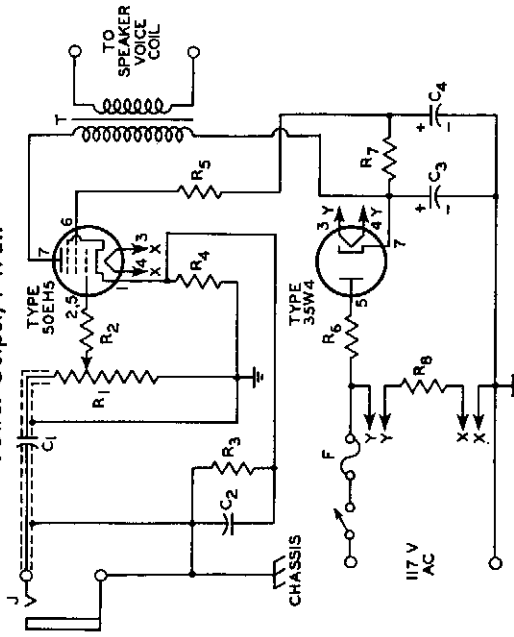 Power Output, 1 Watt
TYPE
50EH5
7
6
2,5
4
3
X
X
1
T
TO
SPEAKER
VOICE
COIL
J
C1
R1
R2
R4
R5
R3
C2
CHASSIS
TYPE
35W4
3
Y
4
Y
5
7
R6
R7
+
-
C3
+
-
C4
F
Y
Y
R8
X
X
117 V
AC